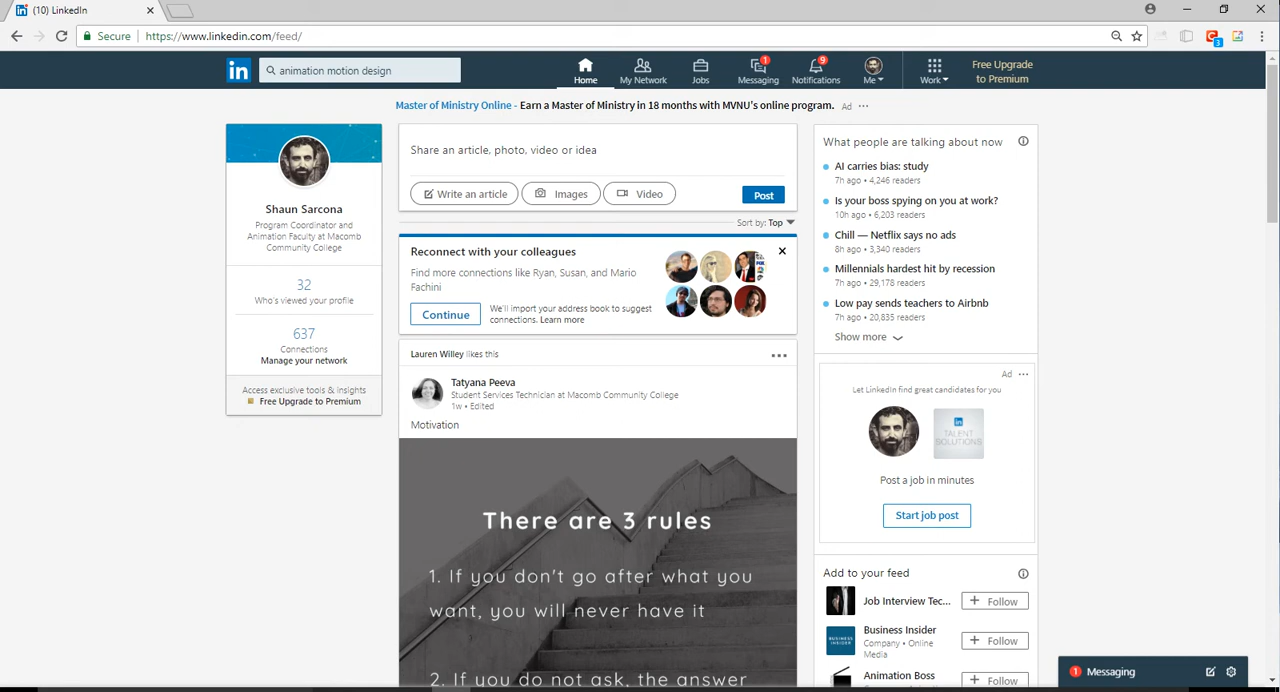 (10) LinkedIn
Secure
https://www.linkedin.com/feed/
3
in
animation motion design
Home
My Network
Jobs
1
Messaging
9
Notifications
Me
Work
Free Upgrade
to Premium
Master of Ministry Online - Earn a Master of Ministry in 18 months with MVNU's online program. Ad
Shaun Sarcona
Program Coordinator and
Animation Faculty at Macomb
Community College
32
Who's viewed your profile
637
Connections
Manage your network
Access exclusive tools & insights
Free Upgrade to Premium
Share an article, photo, video or idea
Write an article
Images
Video
Post
Sort by: Top
Reconnect with your colleagues
Find more connections like Ryan, Susan, and Mario
Fachini
Continue
We'll import your address book to suggest
connections. Learn more
Lauren Willey likes this
Tatyana Peeva
Student Services Technician at Macomb Community College
1w • Edited
Motivation
There are 3 rules
1. If you don't go after what you
want, you will never have it
2. If you do not ask, the answer
What people are talking about now
AI carries bias: study
7h ago • 4,246 readers
Is your boss spying on you at work?
10h ago • 6,203 readers
Chill — Netflix says no ads
8h ago • 3,340 readers
Millennials hardest hit by recession
7h ago • 29,178 readers
Low pay sends teachers to Airbnb
7h ago • 20,835 readers
Show more
Ad
Let LinkedIn find great candidates for you
in
TALENT
SOLUTIONS
Post a job in minutes
Start job post
Add to your feed
Job Interview Tec...
+ Follow
BUSINESS
INSIDER
Business Insider
Company • Online
Media
+ Follow
Animation Boss
+ Follow
1
Messaging